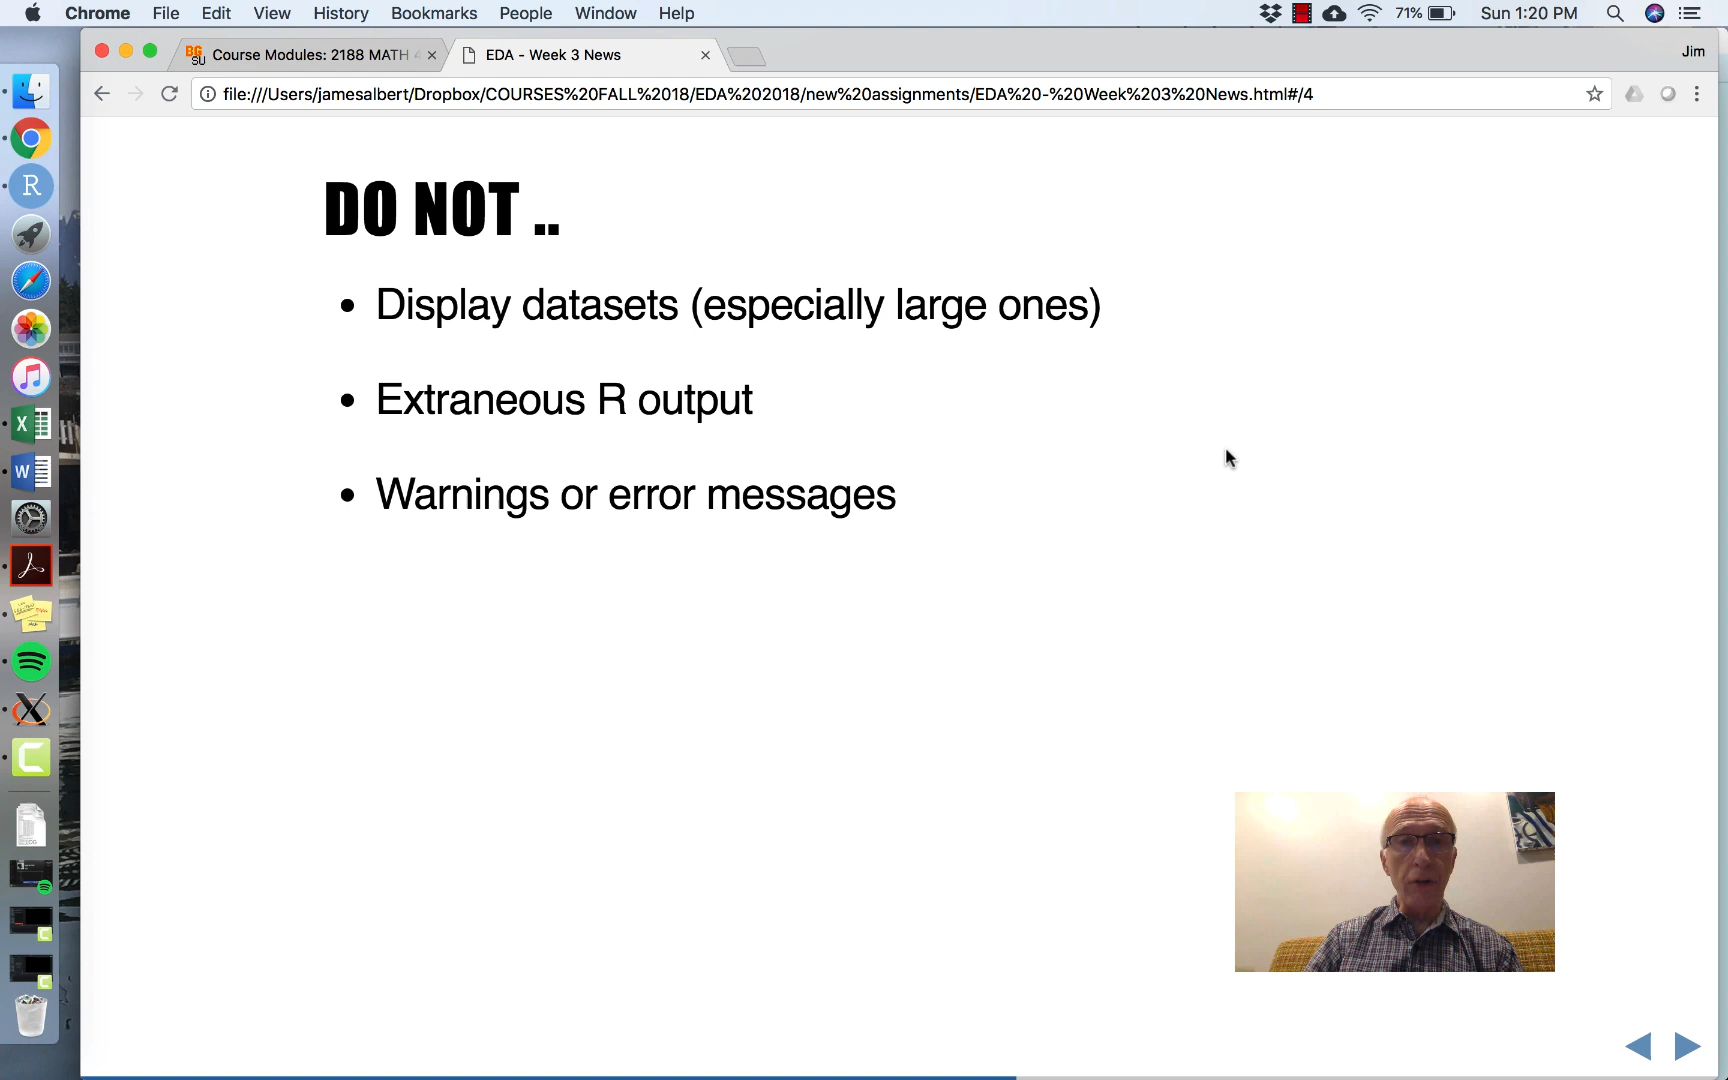 Chrome File Edit View History Bookmarks People Window Help 71% Sun 1:20 PM
BG SU Course Modules: 2188 MATH EDA - Week 3 News Jim
file:///Users/jamesalbert/Dropbox/COURSES%20FALL%2018/EDA%202018/new%20assignments/EDA%20-%20Week%203%20News.html#/4
DO NOT ..
• Display datasets (especially large ones)
• Extraneous R output
• Warnings or error messages